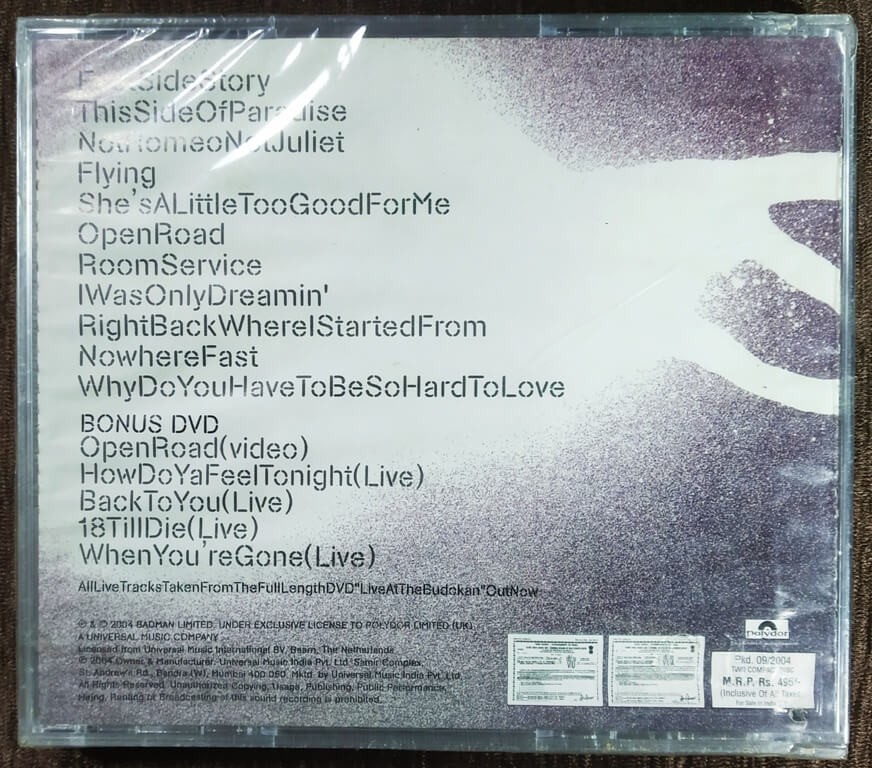 EastSideStory
ThisSideOfParadise
NotRomeoNotJuliet
Flying
She'sALittleTooGoodForMe
OpenRoad
RoomService
IWasOnlyDreamin'
RightBackWhereIStartedFrom
NowhereFast
WhyDoYouHaveToBeSoHardToLove
BONUS DVD
OpenRoad(video)
HowDoYaFeelTonight(Live)
BackToYou(Live)
18TillDie(Live)
WhenYou'reGone(Live)
AllLiveTracksTakenFromTheFullLengthDVD"LiveAtTheBudokan"OutNow
℗ & © 2004 BADMAN LIMITED, UNDER EXCLUSIVE LICENSE TO POLYDOR LIMITED (UK),
A UNIVERSAL MUSIC COMPANY
Licensed from Universal Music International BV, Baarn, The Netherlands
© 2004 Owner & Manufacturer, Universal Music India Pvt. Ltd. Samir Complex,
St. Andrew's Rd., Bandra (W), Mumbai 400 050. Mktd. by Universal Music India Pvt. Ltd.
All Rights Reserved. Unauthorized Copying, Usage, Publishing, Public Performance,
Hiring, Renting or Broadcasting of this sound recording is prohibited.
polydor
Pkd. 09/2004
TWO COMPACT DISC
M.R.P. Rs. 495/-
(Inclusive Of All Taxes)
For Sale in India